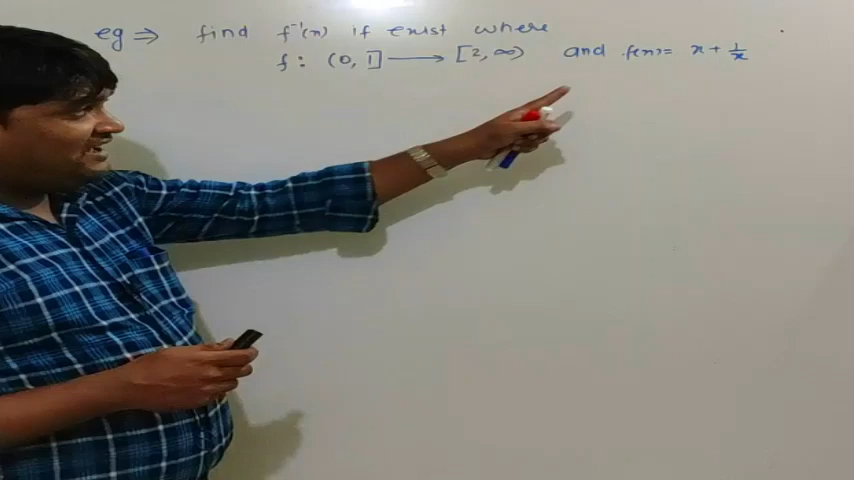 eg ⇒ find f⁻¹(x) if exist where
f : (0, 1] ⟶ [2, ∞) and f(x) = x + 1/x